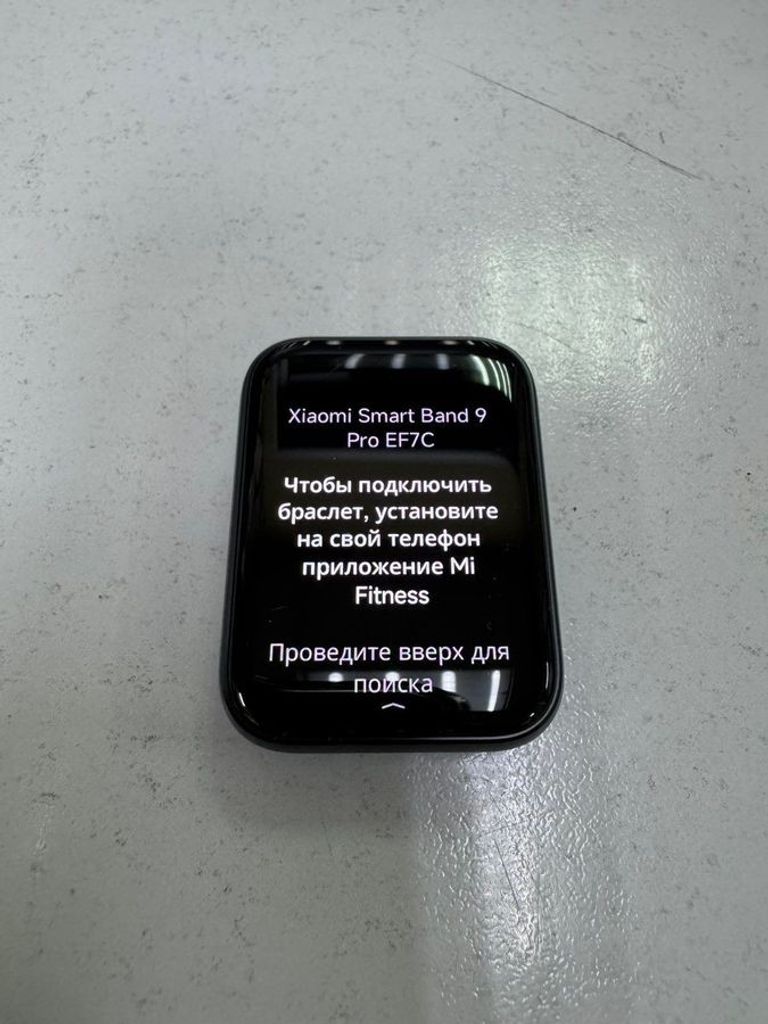 Xiaomi Smart Band 9
Pro EF7C
Чтобы подключить
браслет, установите
на свой телефон
приложение Mi
Fitness
Проведите вверх для
поиска